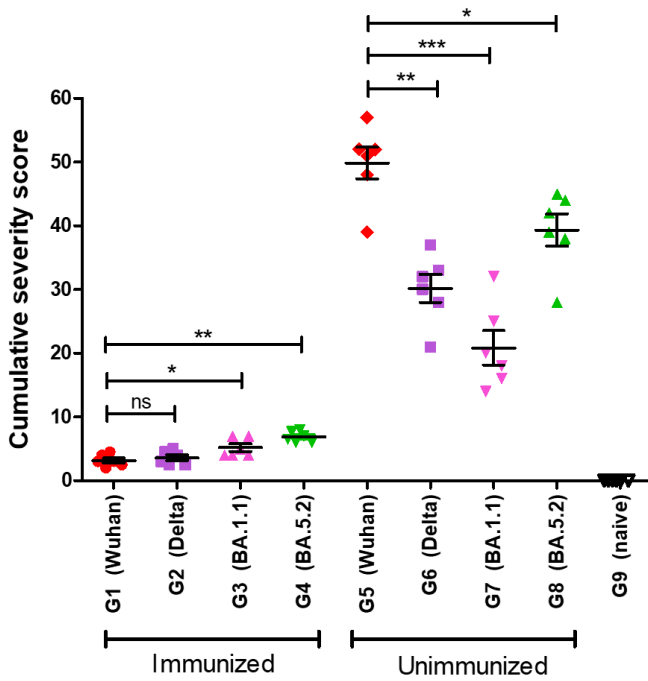 *
***
**
60
50
40
30
20
10
0
Cumulative severity score
**
*
ns
G1 (Wuhan)
G2 (Delta)
G3 (BA.1.1)
G4 (BA.5.2)
G5 (Wuhan)
G6 (Delta)
G7 (BA.1.1)
G8 (BA.5.2)
G9 (naive)
Immunized
Unimmunized